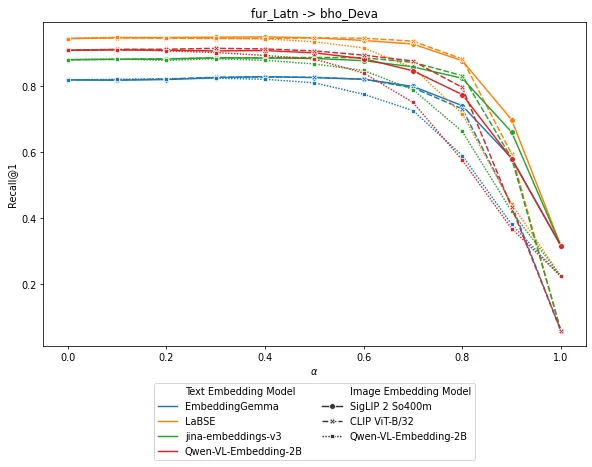 fur_Latn -> bho_Deva
Recall@1
0.8
0.6
0.4
0.2
0.0 0.2 0.4 0.6 0.8 1.0
α
Text Embedding Model
EmbeddingGemma
LaBSE
jina-embeddings-v3
Qwen-VL-Embedding-2B
Image Embedding Model
SigLIP 2 So400m
CLIP ViT-B/32
Qwen-VL-Embedding-2B